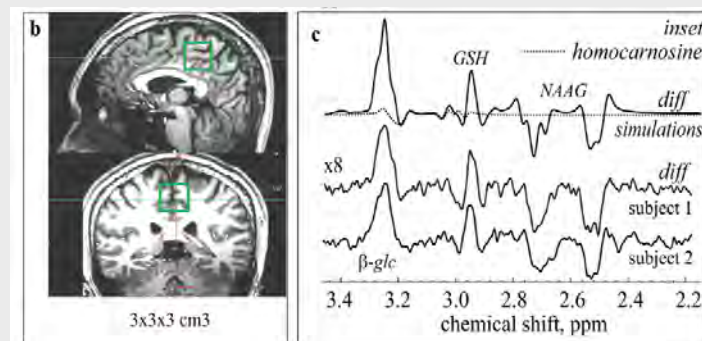 b
3x3x3 cm3
c
inset
homocarnosine
GSH
NAAG
diff
simulations
x8
diff
subject 1
subject 2
β-glc
3.4 3.2 3.0 2.8 2.6 2.4 2.2
chemical shift, ppm